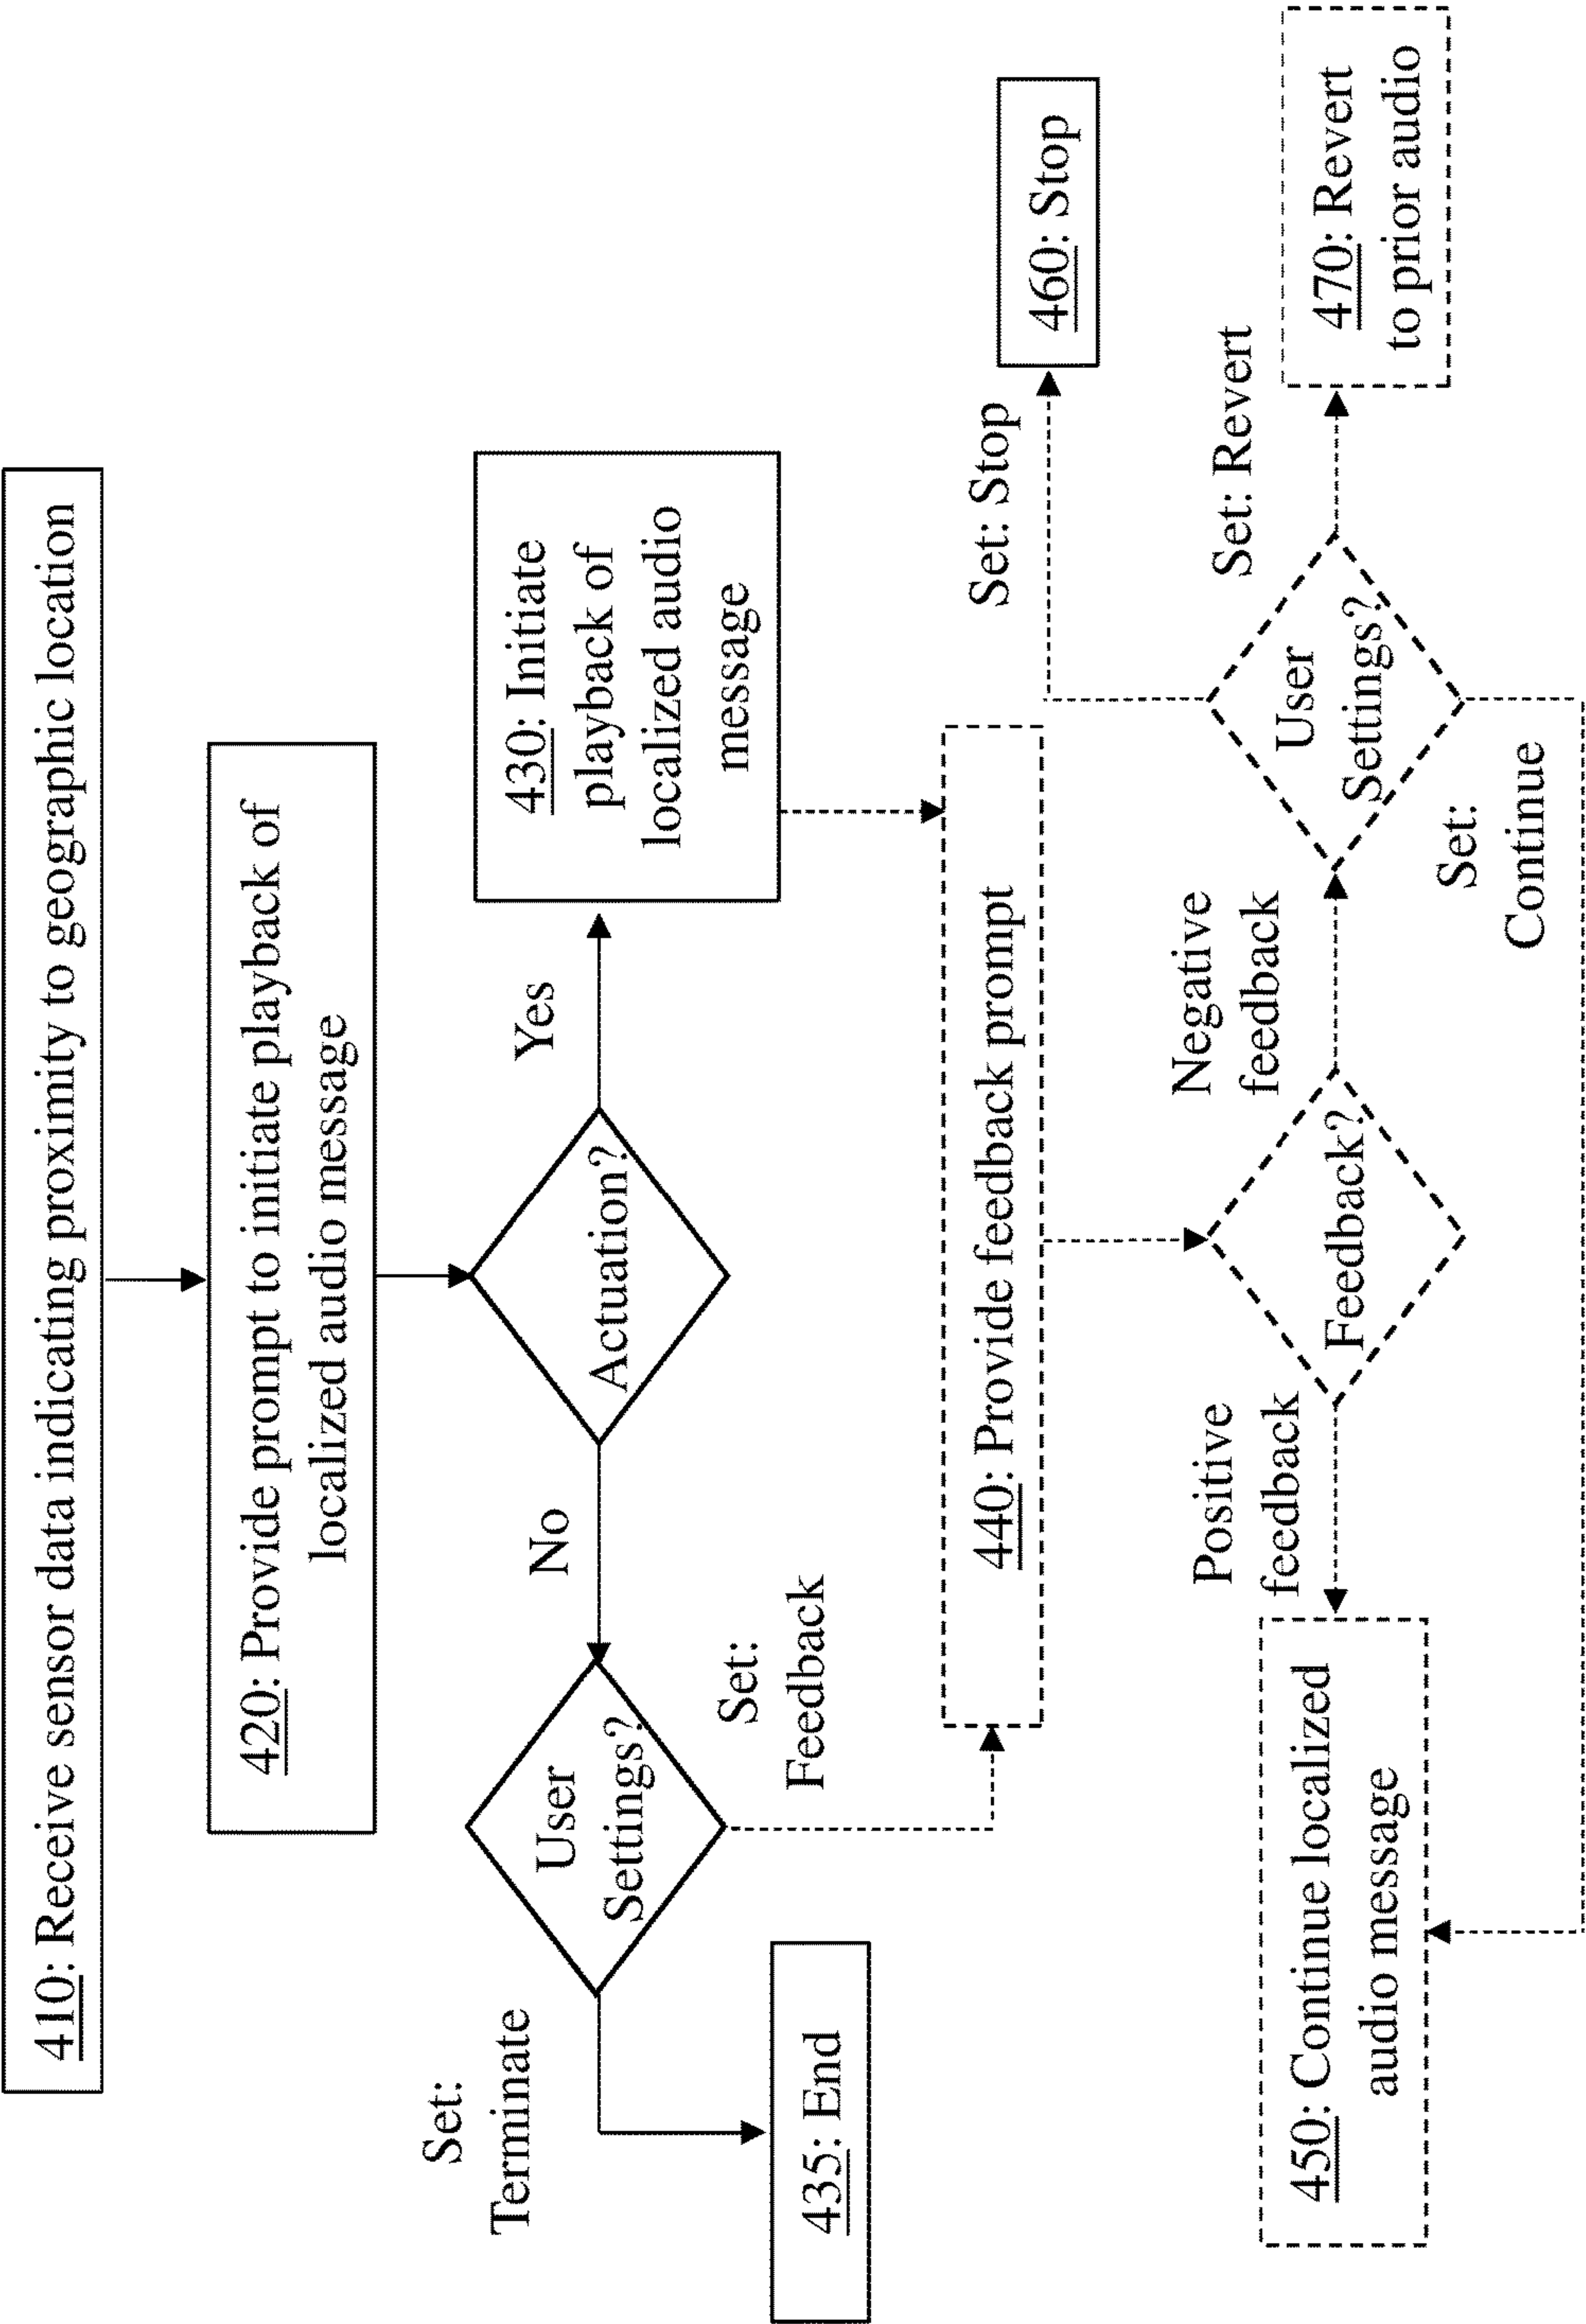 410: Receive sensor data indicating proximity to geographic location
420: Provide prompt to initiate playback of
localized audio message
Actuation?
No
Yes
User
Settings?
Set:
Terminate
435: End
Set:
Feedback
430: Initiate
playback of
localized audio
message
440: Provide feedback prompt
Feedback?
Positive
feedback
Negative
feedback
450: Continue localized
audio message
User
Settings?
Set: Stop
460: Stop
Set: Revert
470: Revert
to prior audio
Set:
Continue